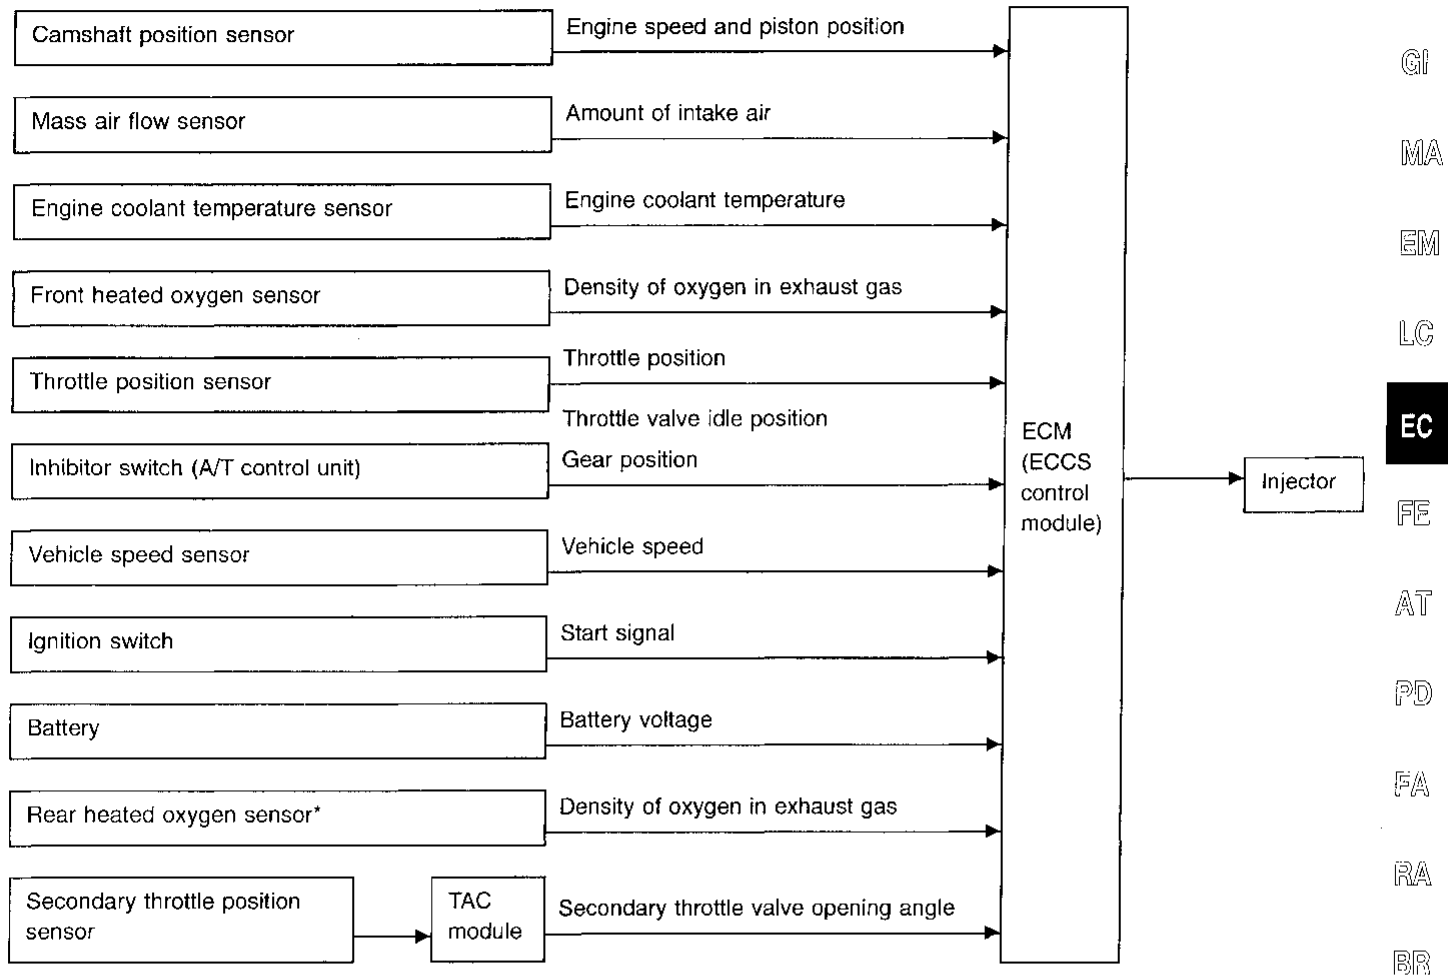 Camshaft position sensor
Engine speed and piston position
Mass air flow sensor
Amount of intake air
Engine coolant temperature sensor
Engine coolant temperature
Front heated oxygen sensor
Density of oxygen in exhaust gas
Throttle position sensor
Throttle position
Throttle valve idle position
Inhibitor switch (A/T control unit)
Gear position
Vehicle speed sensor
Vehicle speed
Ignition switch
Start signal
Battery
Battery voltage
Rear heated oxygen sensor*
Density of oxygen in exhaust gas
Secondary throttle position
sensor
TAC
module
Secondary throttle valve opening angle
ECM
(ECCS
control
module)
Injector
GI
MA
EM
LC
EC
FE
AT
PD
FA
RA
BR